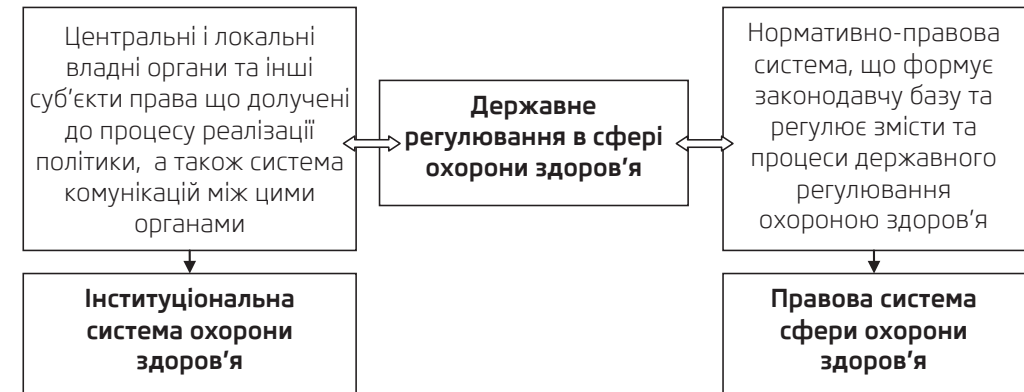 Центральні і локальні
владні органи та інші
суб'єкти права що долучені
до процесу реалізації
політики, а також система
комунікацій між цими
органами
Державне
регулювання в сфері
охорони здоров'я
Нормативно-правова
система, що формує
законодавчу базу та
регулює змісти та
процеси державного
регулювання
охороною здоров'я
Інституціональна
система охорони
здоров'я
Правова система
сфери охорони
здоров'я